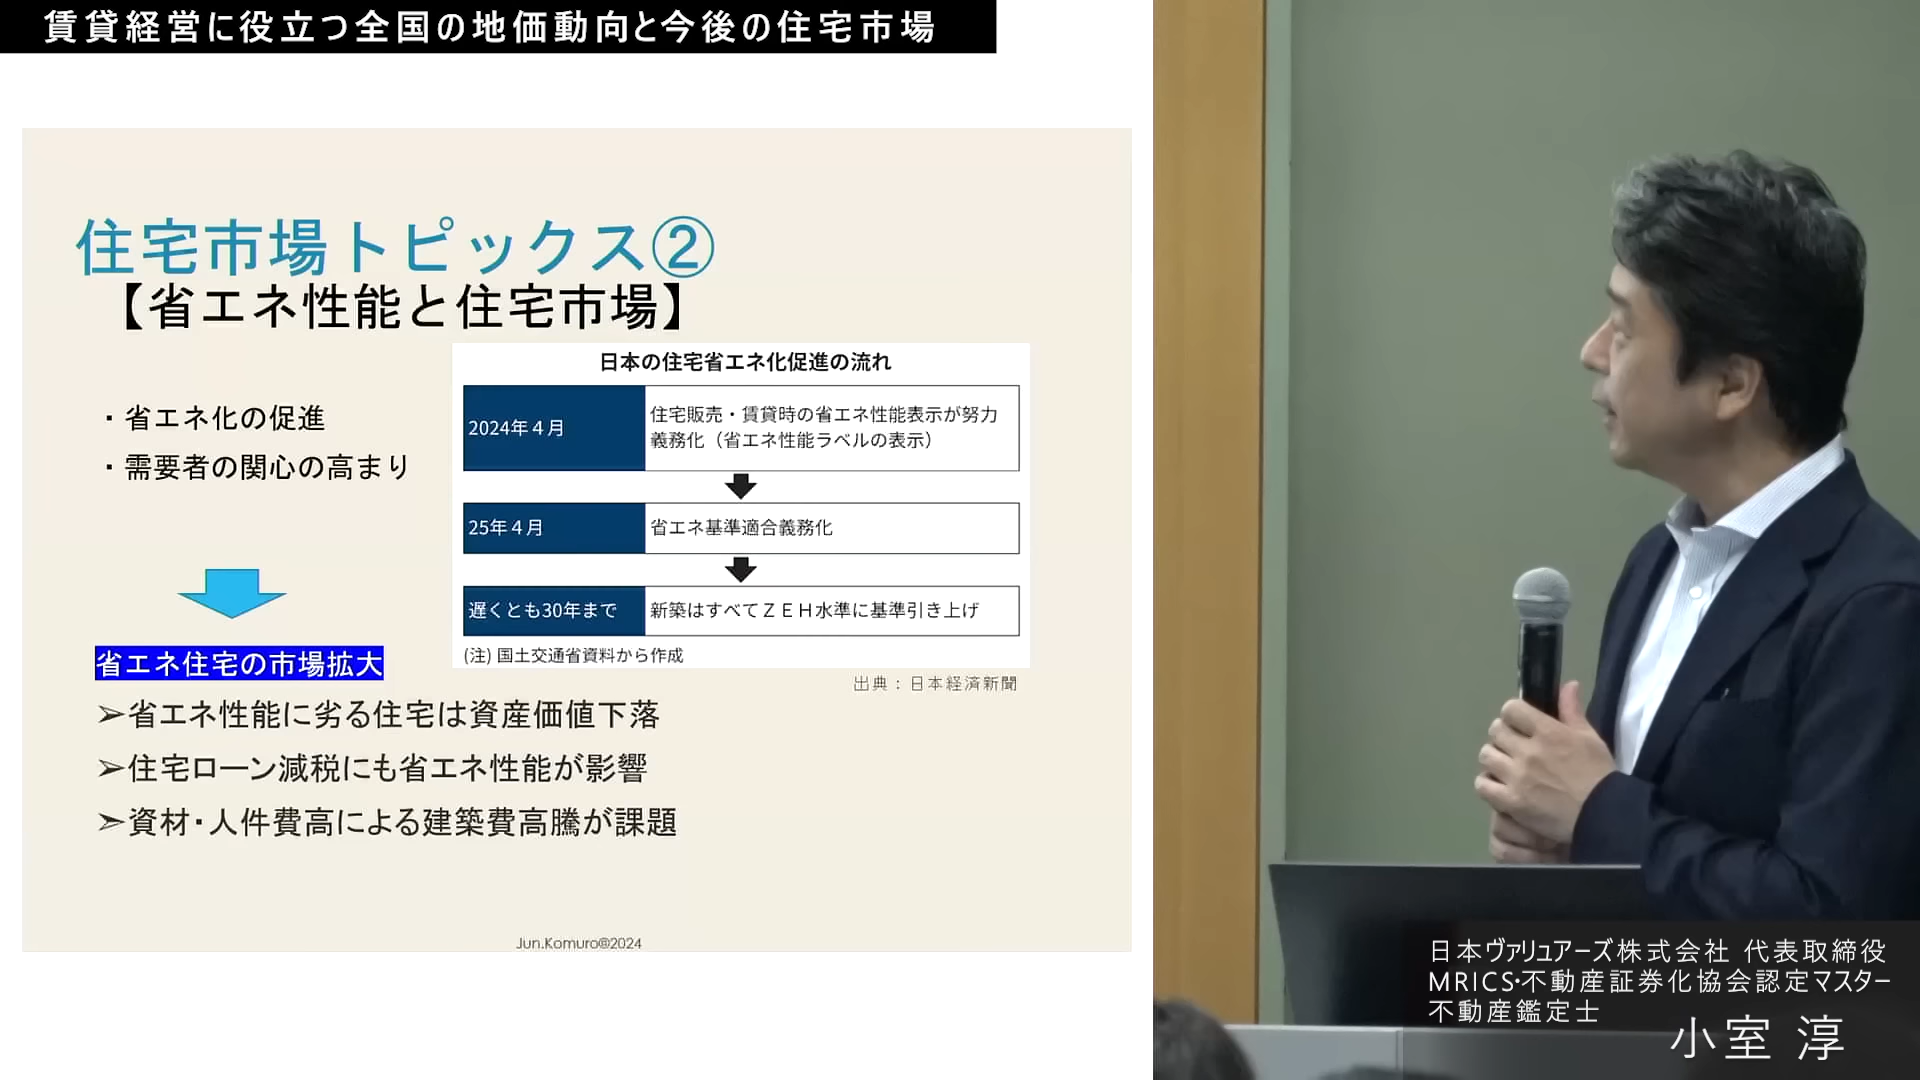 賃貸経営に役立つ全国の地価動向と今後の住宅市場
住宅市場トピックス②
【省エネ性能と住宅市場】
・省エネ化の促進
・需要者の関心の高まり
日本の住宅省エネ化促進の流れ
2024年4月
住宅販売・賃貸時の省エネ性能表示が努力
義務化（省エネ性能ラベルの表示）
25年4月
省エネ基準適合義務化
遅くとも30年まで
新築はすべてＺＥＨ水準に基準引き上げ
(注) 国土交通省資料から作成
出典：日本経済新聞
省エネ住宅の市場拡大
➢省エネ性能に劣る住宅は資産価値下落
➢住宅ローン減税にも省エネ性能が影響
➢資材・人件費高による建築費高騰が課題
Jun.Komuro@2024
日本ヴァリュアーズ株式会社 代表取締役
MRICS・不動産証券化協会認定マスター
不動産鑑定士
小室 淳